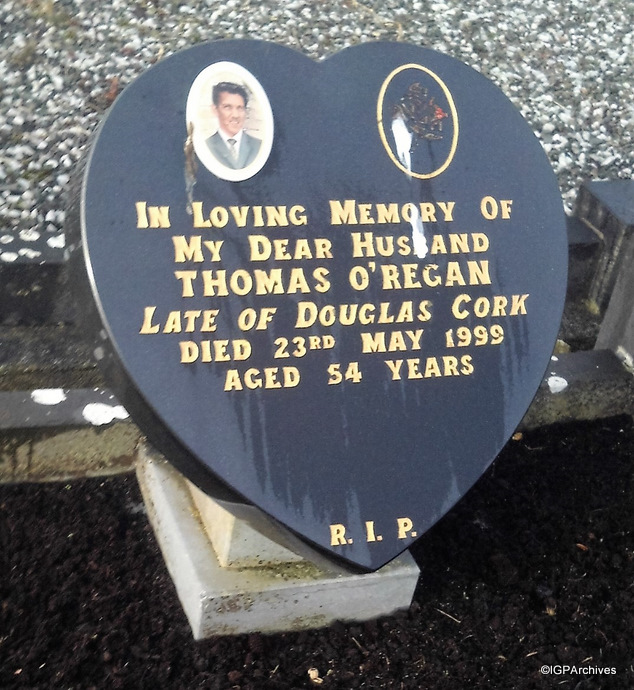 In Loving Memory Of
My Dear Husband
THOMAS O'REGAN
Late of Douglas Cork
DIED 23RD MAY 1999
AGED 54 YEARS
R. I. P.
©IGPArchives